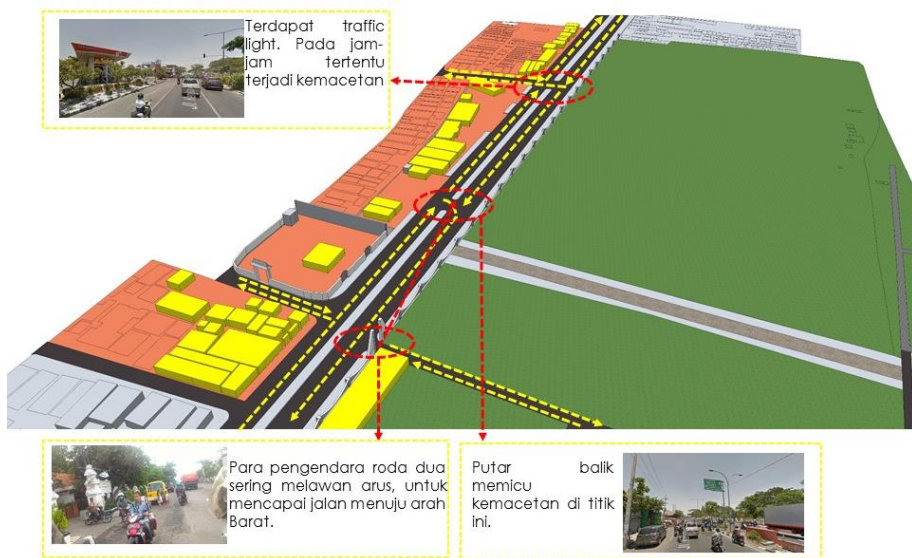 Terdapat traffic
light. Pada jam-
jam tertentu
terjadi kemacetan
Para pengendara roda dua
sering melawan arus, untuk
mencapai jalan menuju arah
Barat.
Putar balik
memicu
kemacetan di titik
ini.